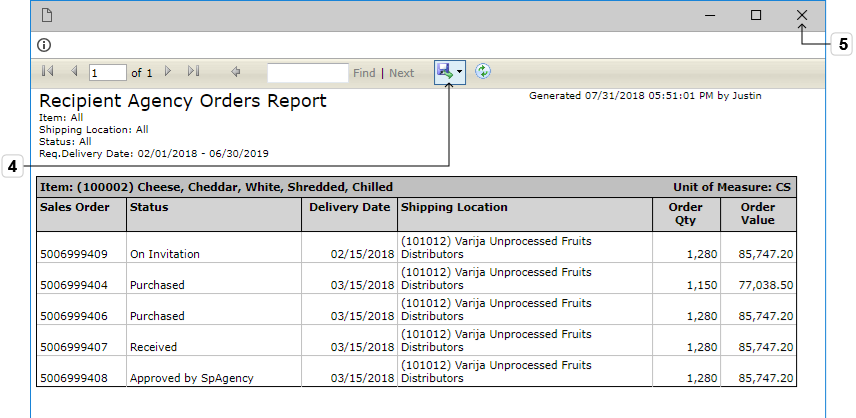 5
1 of 1 Find | Next
Recipient Agency Orders Report
Generated 07/31/2018 05:51:01 PM by Justin
Item: All
Shipping Location: All
Status: All
Req.Delivery Date: 02/01/2018 - 06/30/2019
4
Item: (100002) Cheese, Cheddar, White, Shredded, Chilled Unit of Measure: CS
Sales Order Status Delivery Date Shipping Location Order Qty Order Value
(101012) Varija Unprocessed Fruits
5006999409 On Invitation 02/15/2018 Distributors 1,280 85,747.20
(101012) Varija Unprocessed Fruits
5006999404 Purchased 03/15/2018 Distributors 1,150 77,038.50
(101012) Varija Unprocessed Fruits
5006999406 Purchased 03/15/2018 Distributors 1,280 85,747.20
(101012) Varija Unprocessed Fruits
5006999407 Received 03/15/2018 Distributors 1,280 85,747.20
(101012) Varija Unprocessed Fruits
5006999408 Approved by SpAgency 03/15/2018 Distributors 1,280 85,747.20